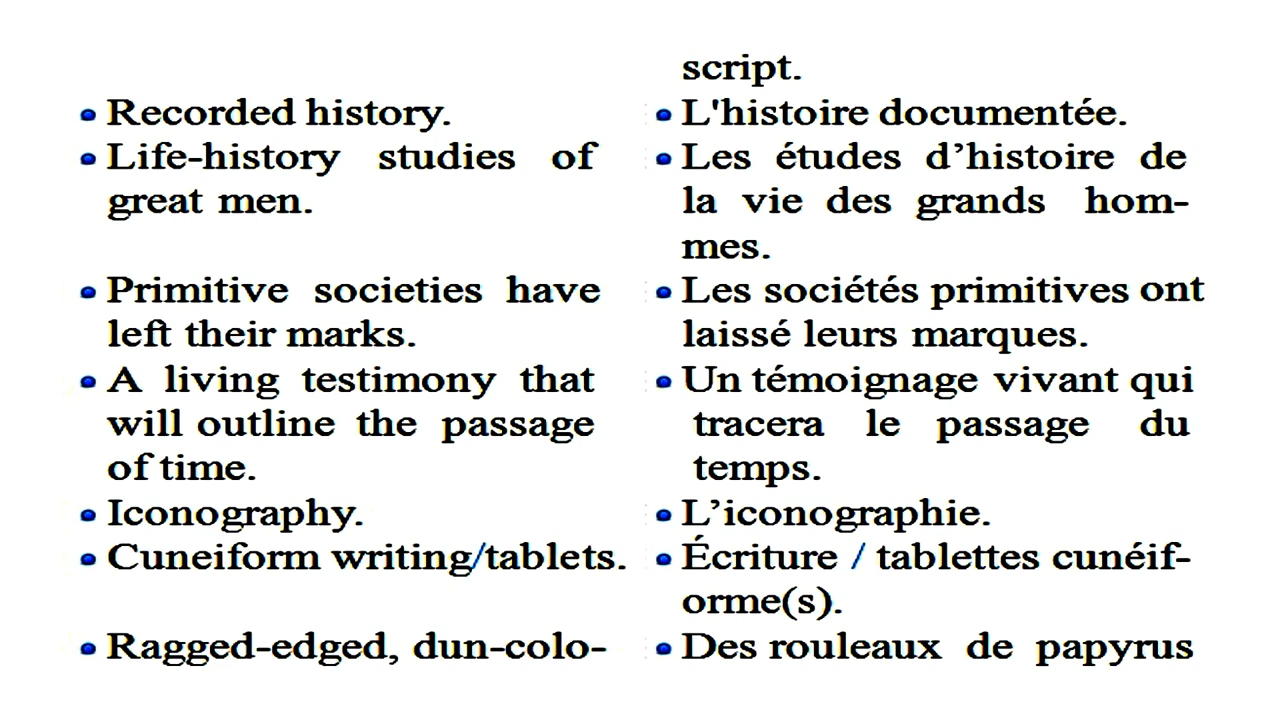 script.
• Recorded history.
• L'histoire documentée.
• Life-history studies of
great men.
• Les études d’histoire de
la vie des grands hom-
mes.
• Primitive societies have
left their marks.
• Les sociétés primitives ont
laissé leurs marques.
• A living testimony that
will outline the passage
of time.
• Un témoignage vivant qui
tracera le passage du
temps.
• Iconography.
• L’iconographie.
• Cuneiform writing/tablets.
• Écriture / tablettes cunéif-
orme(s).
• Ragged-edged, dun-colo-
• Des rouleaux de papyrus